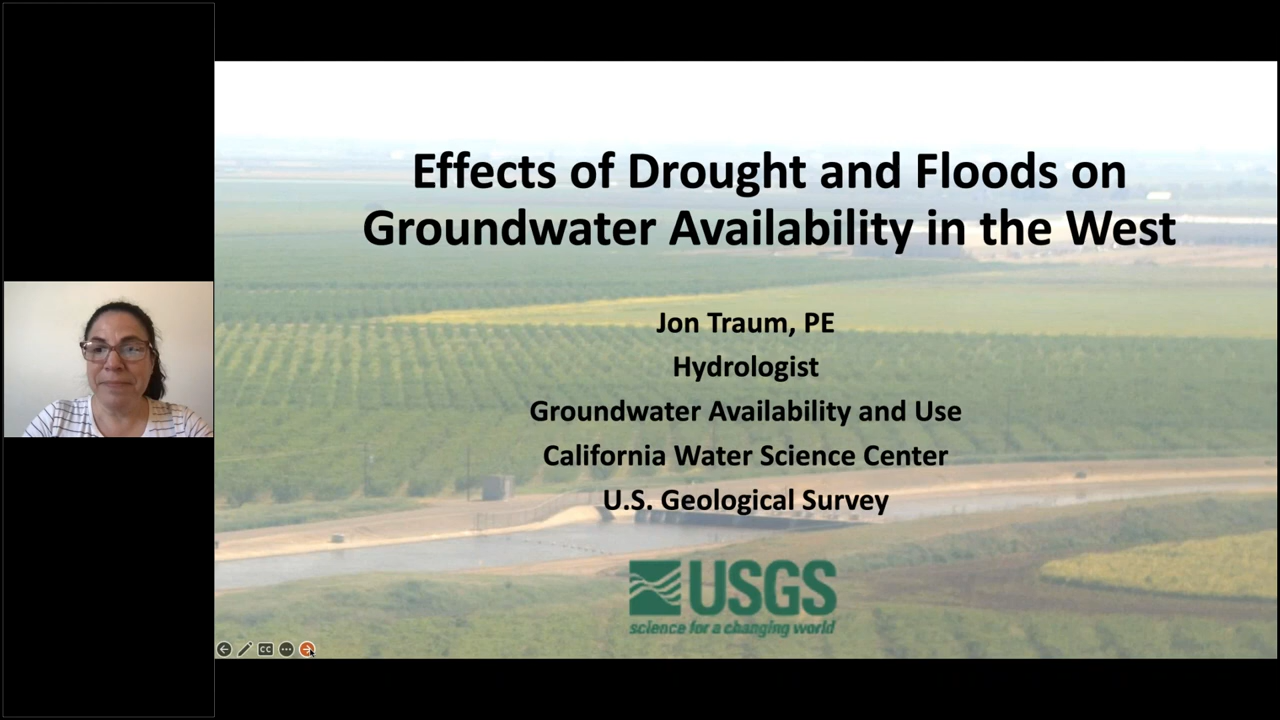 Effects of Drought and Floods on
Groundwater Availability in the West
Jon Traum, PE
Hydrologist
Groundwater Availability and Use
California Water Science Center
U.S. Geological Survey
USGS
science for a changing world
CC